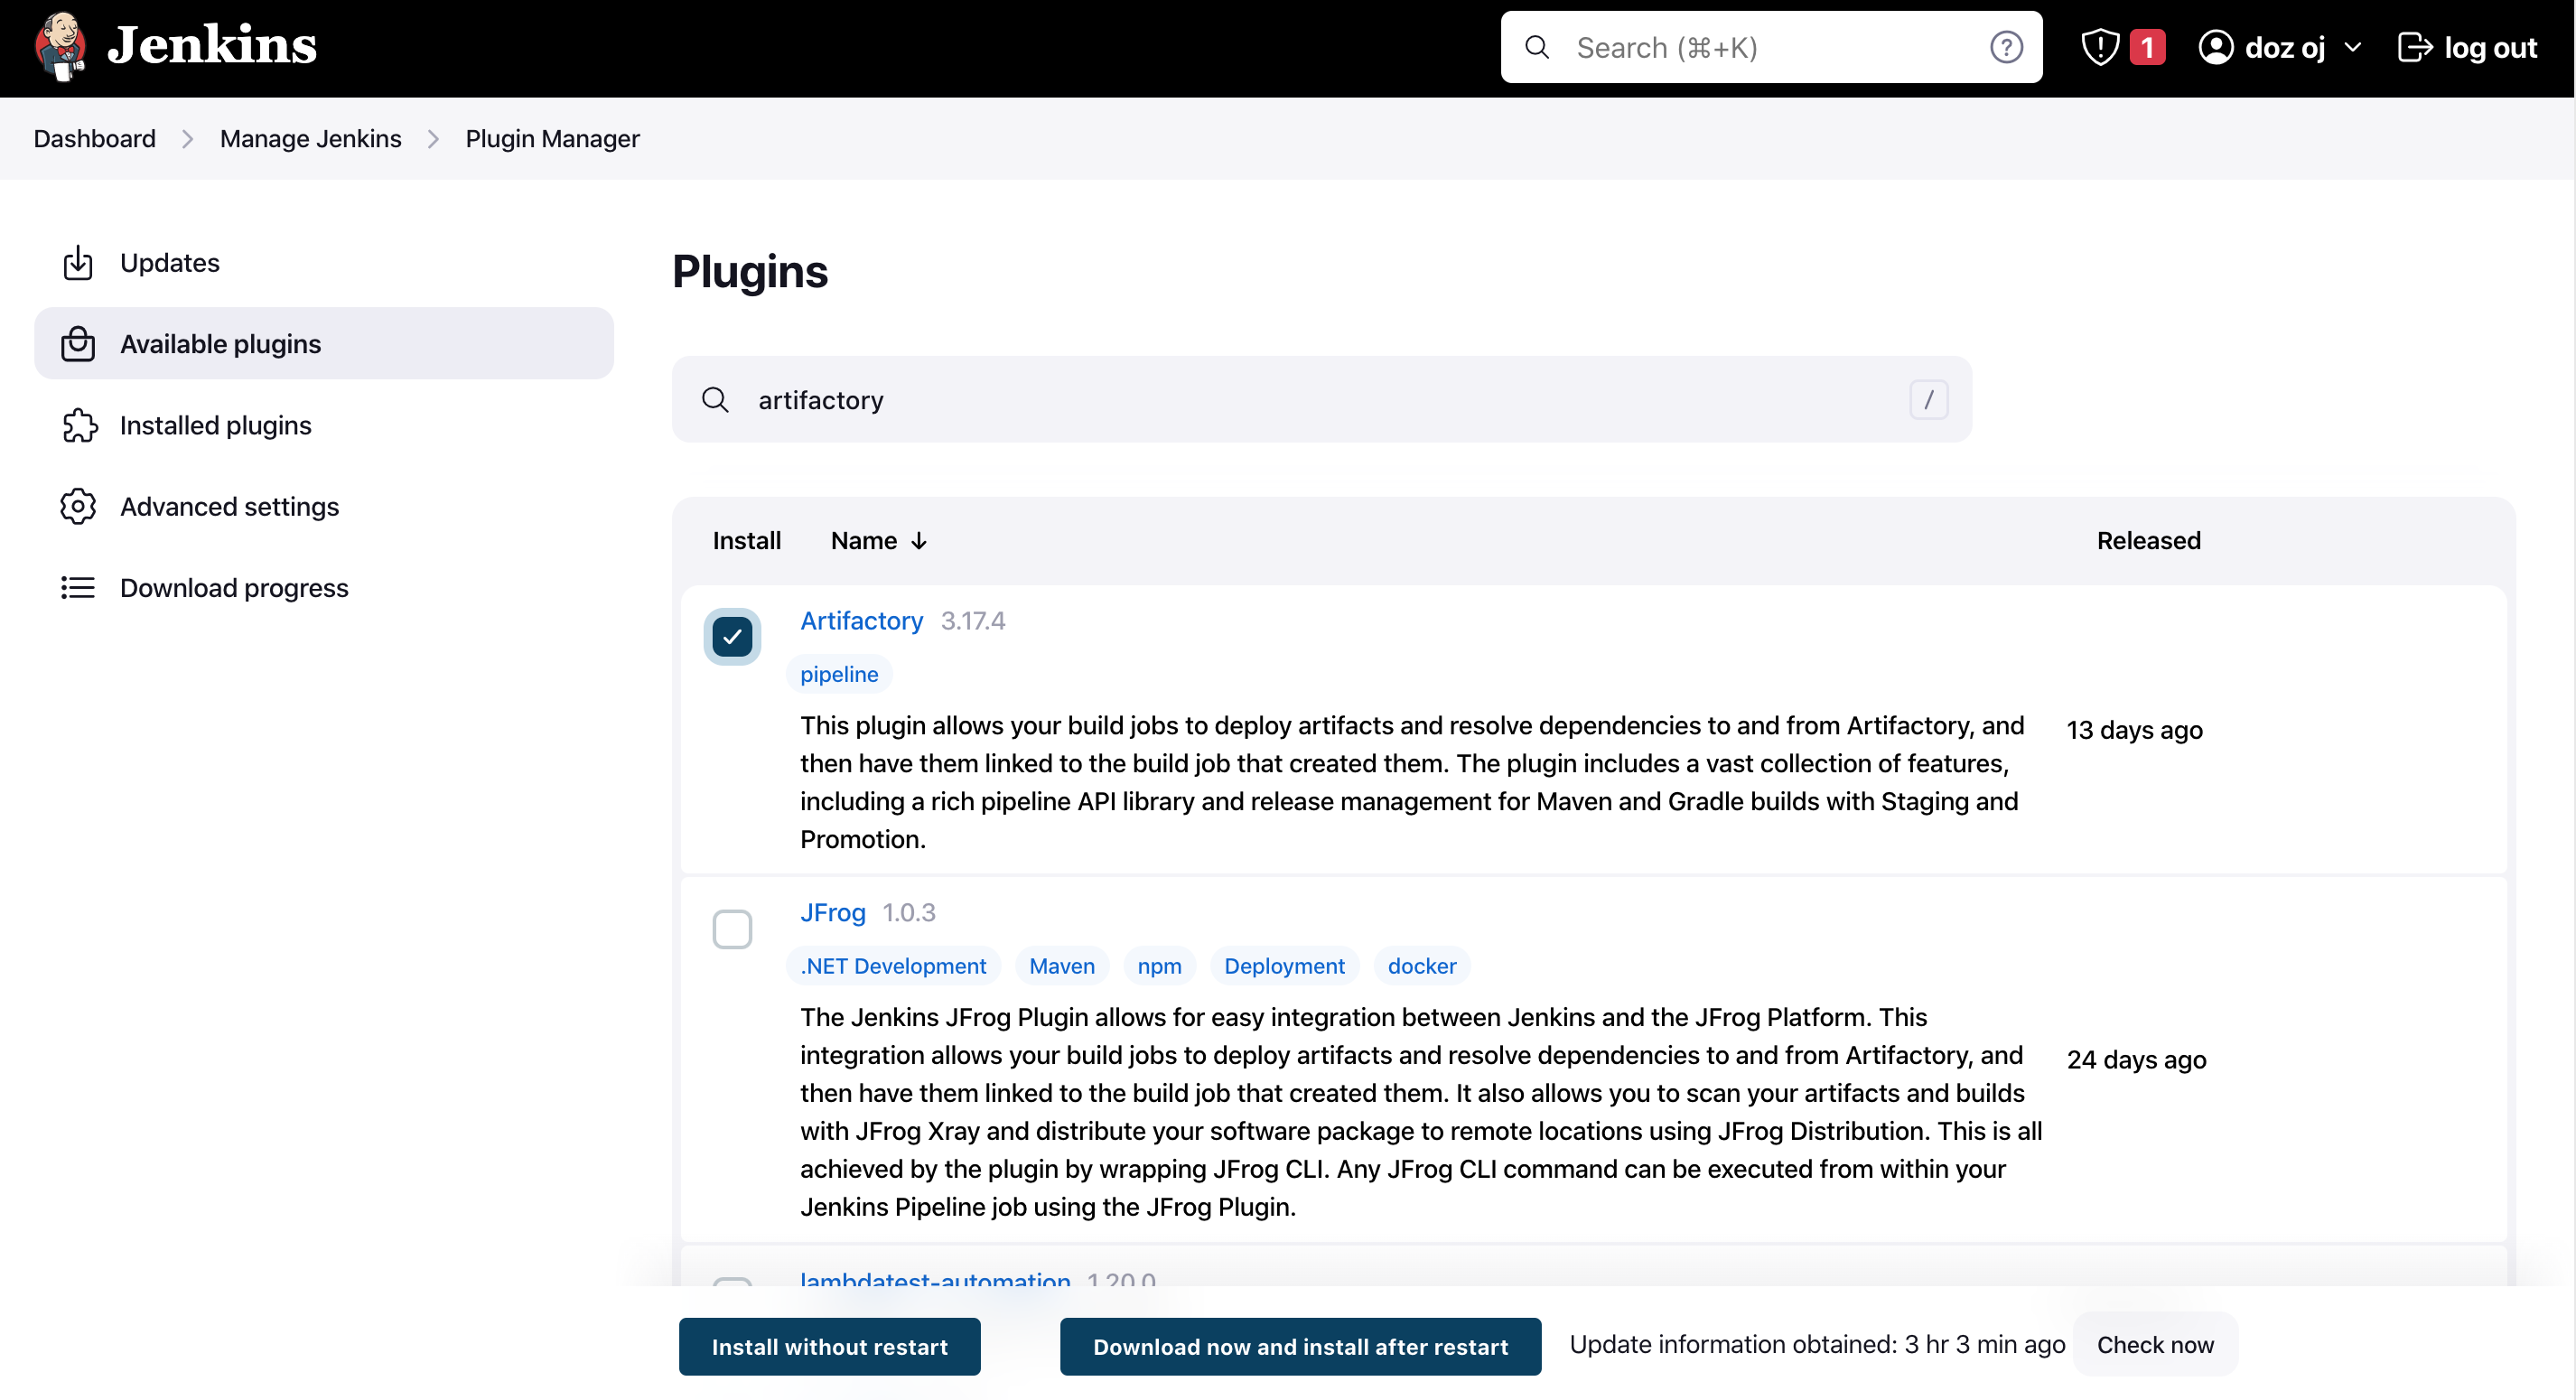 Jenkins
Search (⌘+K)
?
1
doz oj
log out
Dashboard
Manage Jenkins
Plugin Manager
Updates
Available plugins
Installed plugins
Advanced settings
Download progress
Plugins
artifactory
/
Install
Name ↓
Released
Artifactory 3.17.4
pipeline
This plugin allows your build jobs to deploy artifacts and resolve dependencies to and from Artifactory, and
then have them linked to the build job that created them. The plugin includes a vast collection of features,
including a rich pipeline API library and release management for Maven and Gradle builds with Staging and
Promotion.
13 days ago
JFrog 1.0.3
.NET Development Maven npm Deployment docker
The Jenkins JFrog Plugin allows for easy integration between Jenkins and the JFrog Platform. This
integration allows your build jobs to deploy artifacts and resolve dependencies to and from Artifactory, and
then have them linked to the build job that created them. It also allows you to scan your artifacts and builds
with JFrog Xray and distribute your software package to remote locations using JFrog Distribution. This is all
achieved by the plugin by wrapping JFrog CLI. Any JFrog CLI command can be executed from within your
Jenkins Pipeline job using the JFrog Plugin.
24 days ago
lambdatest-automation 1.20.0
Install without restart
Download now and install after restart
Update information obtained: 3 hr 3 min ago
Check now